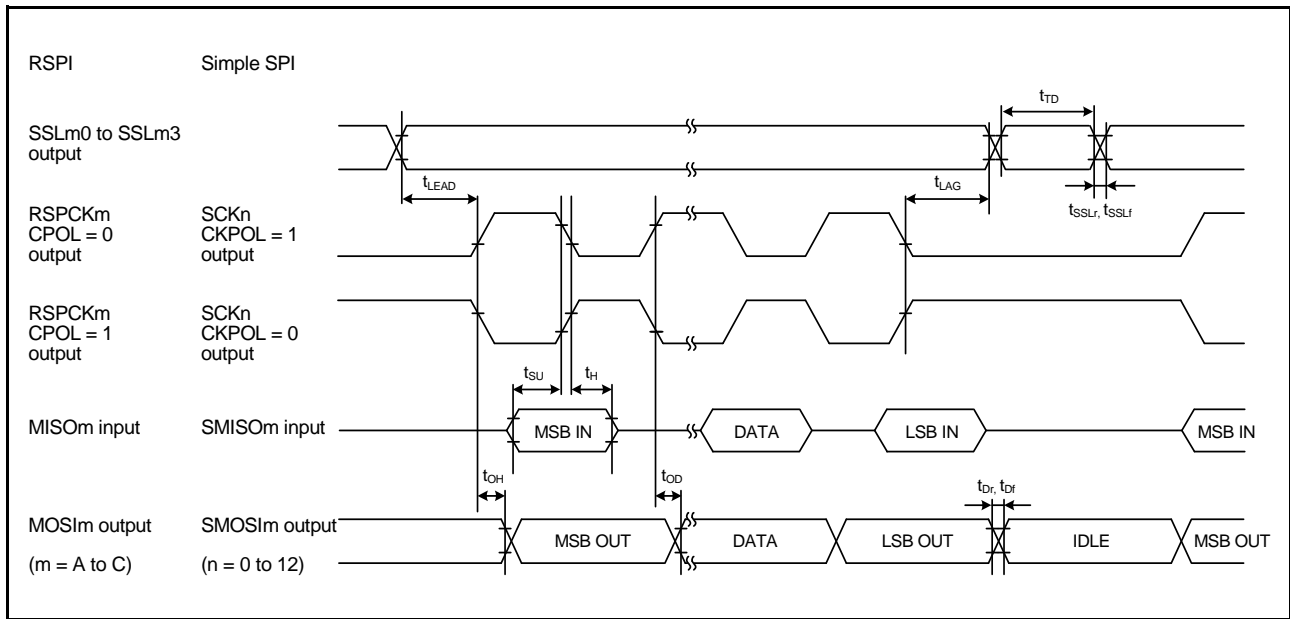 RSPI Simple SPI
tTD
SSLm0 to SSLm3
output
tLEAD tLAG
tSSLr, tSSLf
RSPCKm SCKn
CPOL = 0 CKPOL = 1
output output
RSPCKm SCKn
CPOL = 1 CKPOL = 0
output output
tSU tH
MISOm input SMISOm input MSB IN DATA LSB IN MSB IN
tOH tOD tDr, tDf
MOSIm output SMOSIm output MSB OUT DATA LSB OUT IDLE MSB OUT
(m = A to C) (n = 0 to 12)